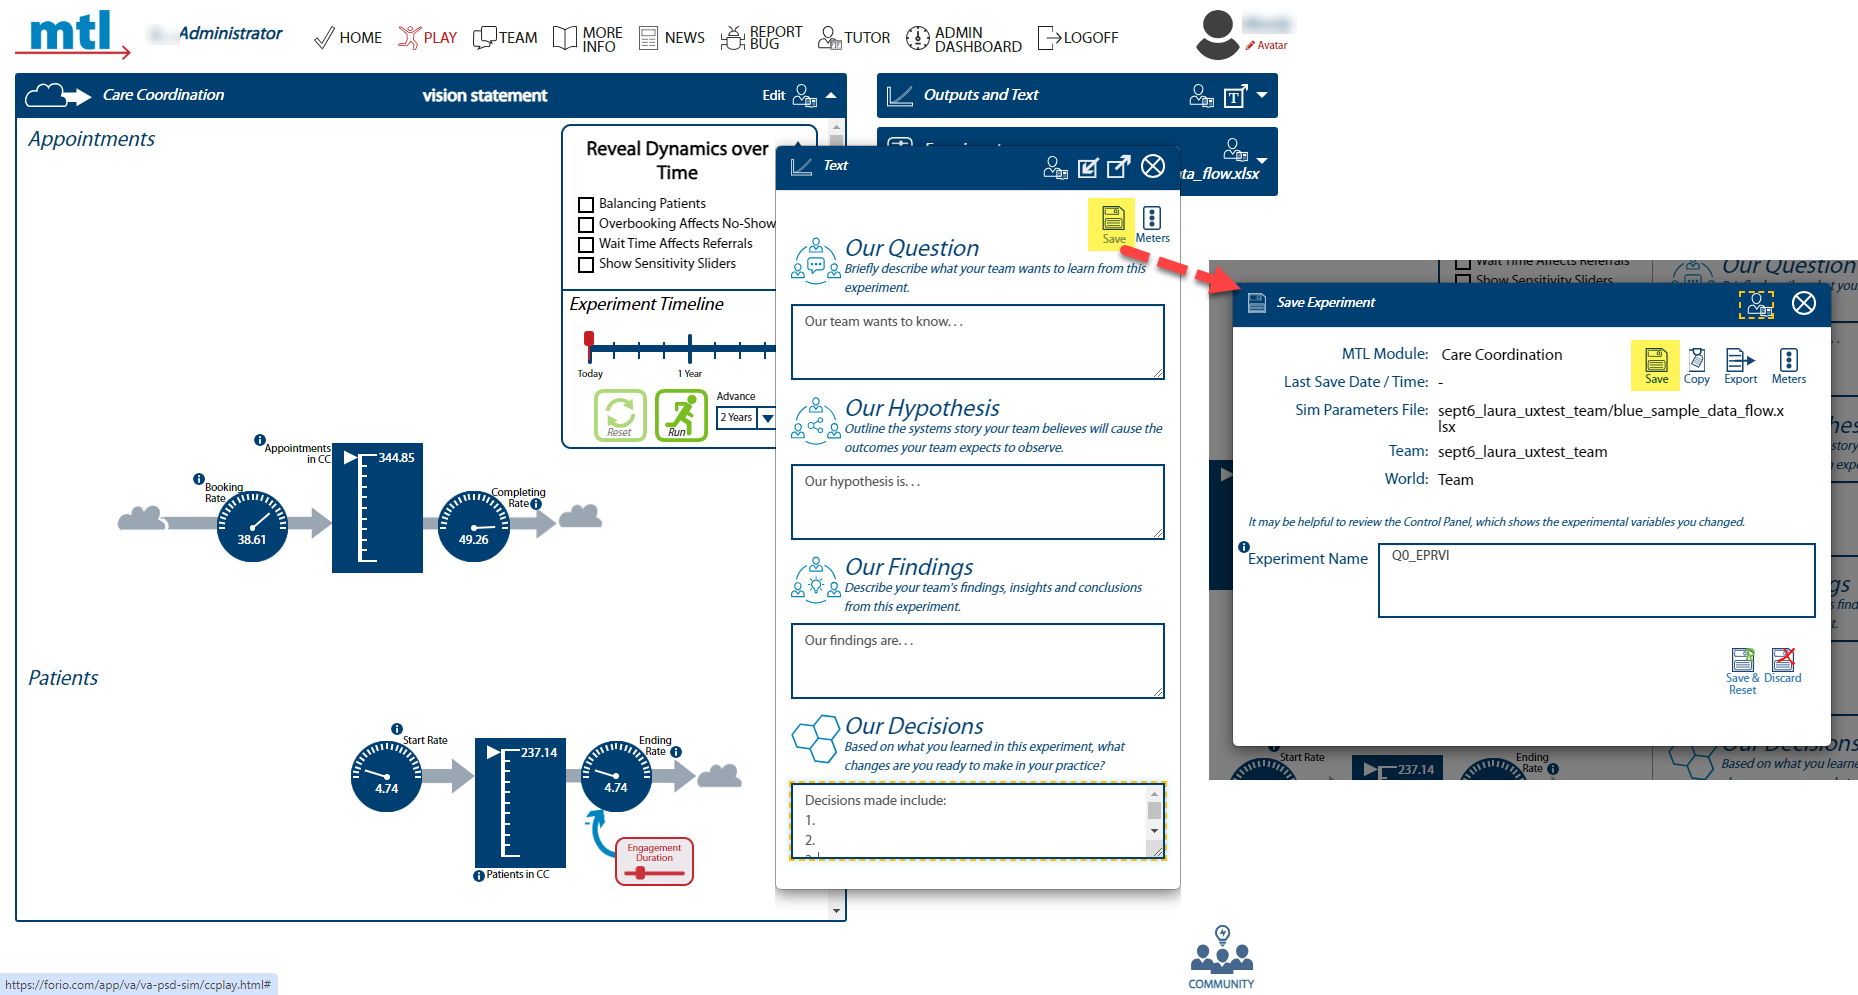 mtl
Administrator
HOME
PLAY
TEAM
MORE
INFO
NEWS
REPORT
BUG
TUTOR
ADMIN
DASHBOARD
LOGOFF
Avatar
Care Coordination
vision statement
Edit
Outputs and Text
T
ta_flow.xlsx
Appointments
Reveal Dynamics over
Time
Balancing Patients
Overbooking Affects No-Show
Wait Time Affects Referrals
Show Sensitivity Sliders
Experiment Timeline
Today
1 Year
Reset
Run
Advance
2 Years
Appointments
in CC
344.85
Booking
Rate
38.61
Completing
Rate
49.26
Patients
Start Rate
4.74
237.14
Patients in CC
Ending
Rate
4.74
Engagement
Duration
Text
Save
Meters
Our Question
Briefly describe what your team wants to learn from this
experiment.
Our team wants to know. . .
Our Hypothesis
Outline the systems story your team believes will cause the
outcomes your team expects to observe.
Our hypothesis is. . .
Our Findings
Describe your team's findings, insights and conclusions
from this experiment.
Our findings are. . .
Our Decisions
Based on what you learned in this experiment, what
changes are you ready to make in your practice?
Decisions made include:
1.
2.
Wait Time Affects Referrals
Show Sensitivity Sliders
Our Question
Save Experiment
MTL Module: Care Coordination
Last Save Date / Time: -
Sim Parameters File: sept6_laura_uxtest_team/blue_sample_data_flow.x
lsx
Team: sept6_laura_uxtest_team
World: Team
Save
Copy
Export
Meters
It may be helpful to review the Control Panel, which shows the experimental variables you changed.
Experiment Name
Q0_EPRVI
Save &
Reset
Discard
Start Rate
237.14
Ending
Rate
Our Decisions
Based on what you learne
COMMUNITY
https://forio.com/app/va/va-psd-sim/ccplay.html#